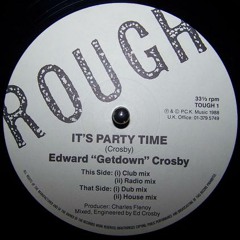 ROUGH
33⅓ rpm
TOUGH 1
℗ & © P.C.K. Music 1988
U.K. Office: 01-379 5749
IT'S PARTY TIME
(Crosby)
Edward "Getdown" Crosby
This Side: (i) Club mix
(ii) Radio mix
That Side: (i) Dub mix
(ii) House mix
Producer: Charles Fienoy
Mixed, Engineered by Ed Crosby